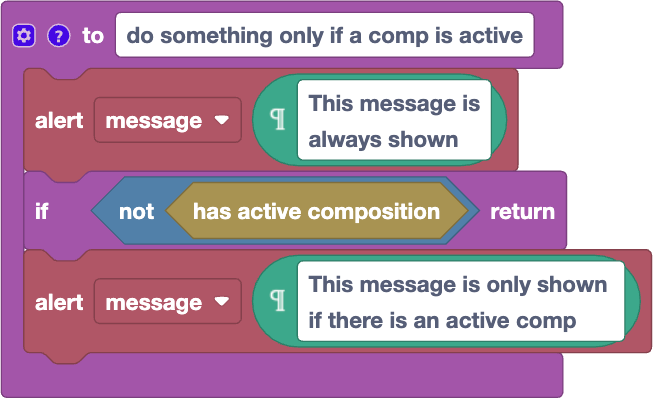 ? to do something only if a comp is active
alert message ¶ This message is
always shown
if not has active composition return
alert message ¶ This message is only shown
if there is an active comp